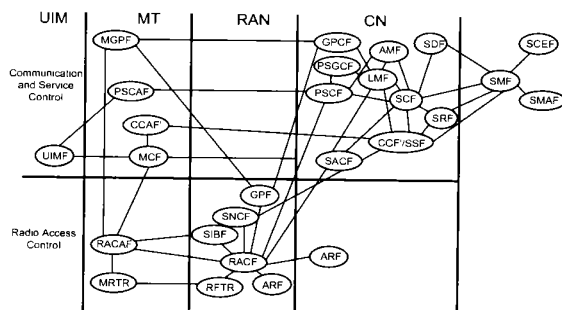 UIM MT RAN CN
MGPF GPCF AMF SDF SCEF
PSGCF LMF SMF
Communication
and Service
Control
PSCAF PSCF SCF SMAF
CCAF' SRF
CCF'/SSF
UIMF MCF SACF
GPF
SNCF
Radio Access
Control
RACAF SIBF
RACF ARF
MRTR RFTR ARF